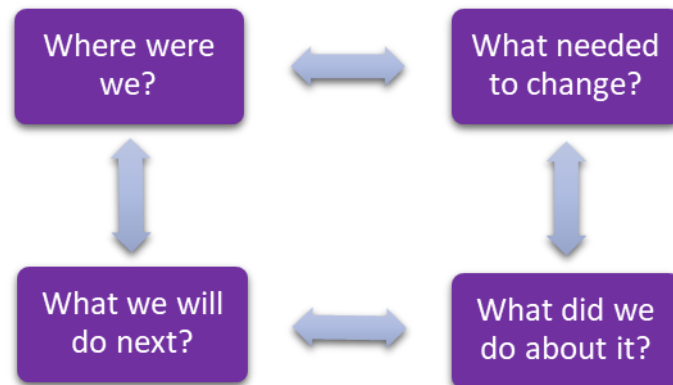 Where were
we?
What needed
to change?
What we will
do next?
What did we
do about it?